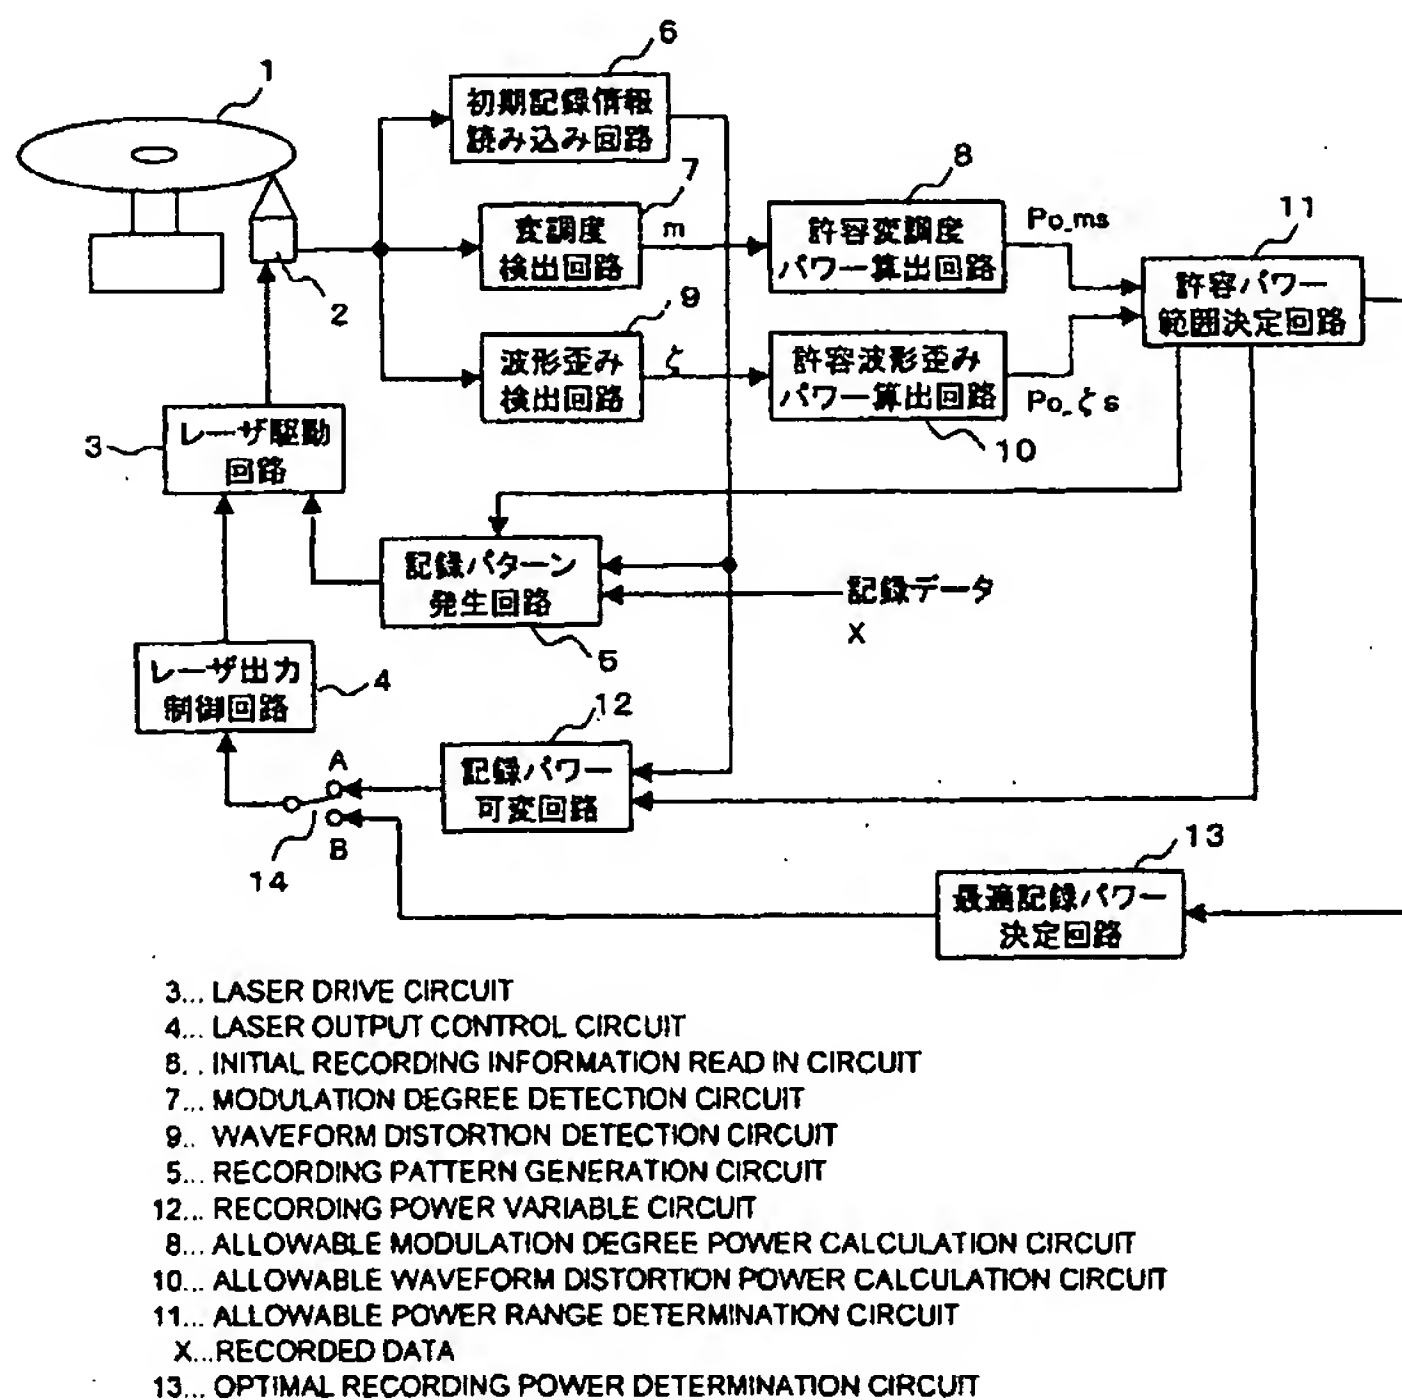 6
1
初期記録情報
読み込み回路
7
8
変調度
検出回路
m
許容変調度
パワー算出回路
Po_ms
11
許容パワー
範囲決定回路
2
9
波形歪み
検出回路
ζ
許容波形歪み
パワー算出回路
Po_ζs
10
3
レーザ駆動
回路
記録パターン
発生回路
5
記録データ
X
レーザ出力
制御回路
4
12
記録パワー
可変回路
A
B
14
13
最適記録パワー
決定回路
3... LASER DRIVE CIRCUIT
4... LASER OUTPUT CONTROL CIRCUIT
6.. INITIAL RECORDING INFORMATION READ IN CIRCUIT
7... MODULATION DEGREE DETECTION CIRCUIT
9.. WAVEFORM DISTORTION DETECTION CIRCUIT
5... RECORDING PATTERN GENERATION CIRCUIT
12... RECORDING POWER VARIABLE CIRCUIT
8... ALLOWABLE MODULATION DEGREE POWER CALCULATION CIRCUIT
10... ALLOWABLE WAVEFORM DISTORTION POWER CALCULATION CIRCUIT
11... ALLOWABLE POWER RANGE DETERMINATION CIRCUIT
X...RECORDED DATA
13... OPTIMAL RECORDING POWER DETERMINATION CIRCUIT